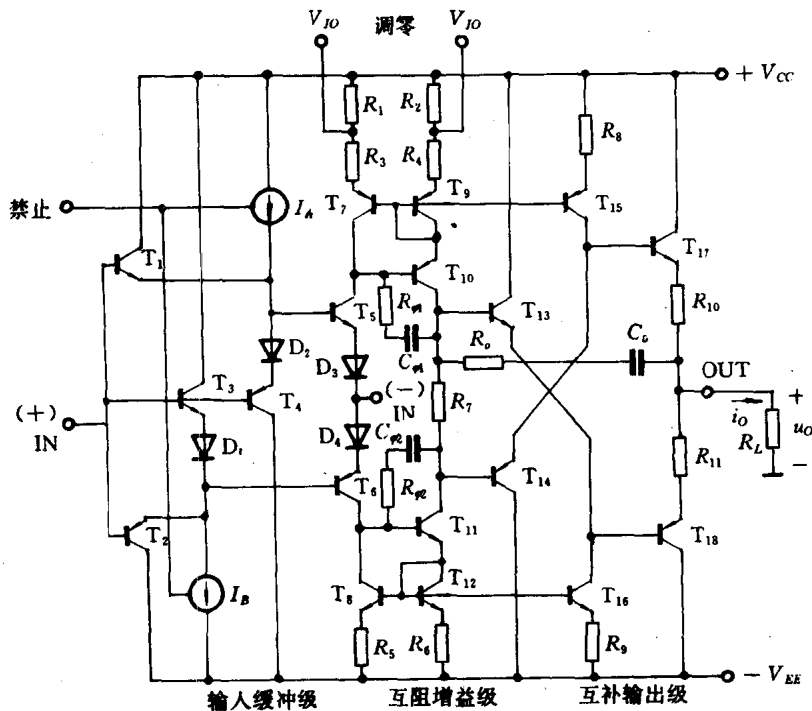 V_IO 调零 V_IO
+ V_CC
R_1 R_2
R_3 R_4 R_8
禁止 I_A T_7 T_9 T_15
T_1 T_17
T_10
D_2 T_5 R_φ1 T_13 R_10
C_φ1 R_o C_o
T_3 T_4 D_3
(+) IN (−) IN OUT
D_1 D_4 C_φ2 R_7 i_O R_L + u_O −
T_6 R_φ2 T_14 R_11
T_2 T_11 T_18
I_B T_8 T_12 T_16
R_5 R_6 R_9
− V_EE
输人缓冲级 互阻增益级 互补输出级